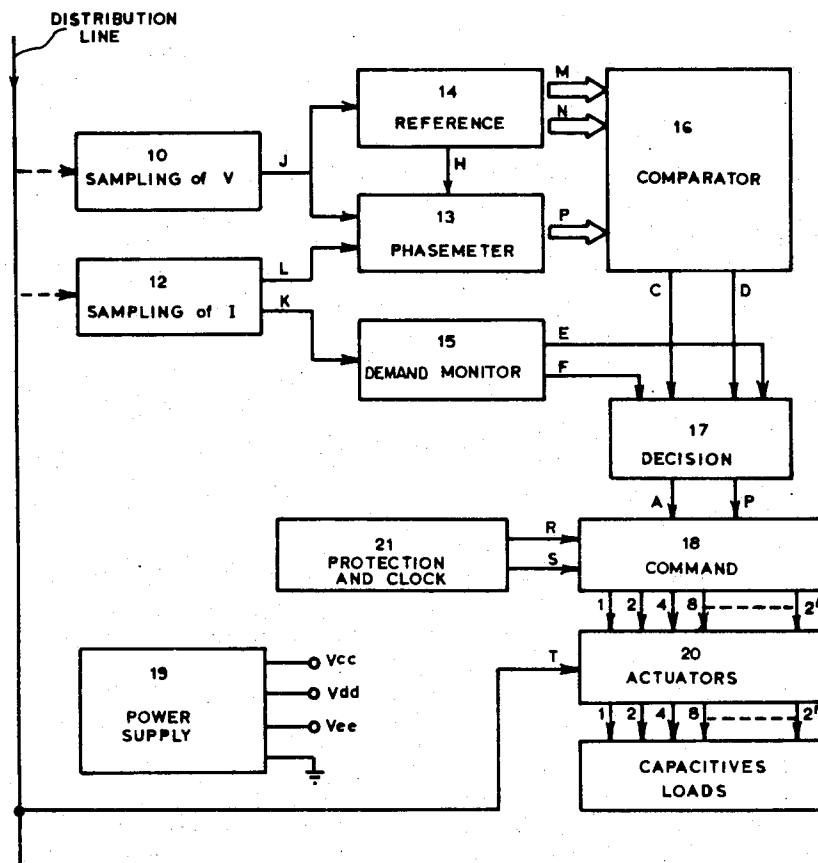 DISTRIBUTION
LINE
10
SAMPLING of V
J
14
REFERENCE
M
N
16
COMPARATOR
H
13
PHASEMETER
P
12
SAMPLING of I
L
K
C
D
15
DEMAND MONITOR
E
F
17
DECISION
A
P
21
PROTECTION
AND CLOCK
R
S
18
COMMAND
1 2 4 8
19
POWER
SUPPLY
Vcc
Vdd
Vee
T
20
ACTUATORS
1 2 4 8
CAPACITIVES
LOADS